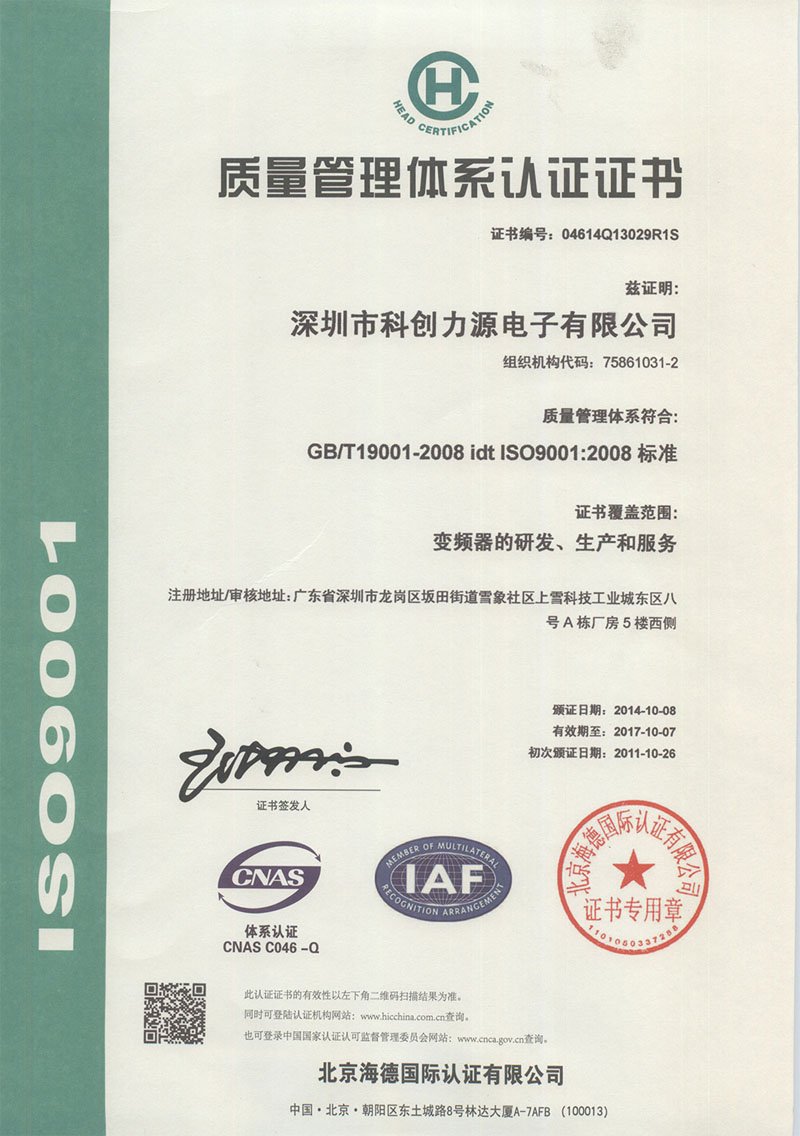 HC
HEAD CERTIFICATION
质量管理体系认证证书
证书编号：04614Q13029R1S
兹证明:
深圳市科创力源电子有限公司
组织机构代码：75861031-2
质量管理体系符合:
GB/T19001-2008 idt ISO9001:2008 标准
证书覆盖范围:
变频器的研发、生产和服务
注册地址/审核地址：广东省深圳市龙岗区坂田街道雪象社区上雪科技工业城东区八
号 A 栋厂房 5 楼西侧
颁证日期：2014-10-08
有效期至：2017-10-07
初次颁证日期：2011-10-26
ISO9001
证书签发人
CNAS
体系认证
CNAS C046 -Q
MEMBER OF MULTILATERAL
IAF
RECOGNITION ARRANGEMENT
北京海德国际认证有限公司
证书专用章
1101080337288
此认证证书的有效性以左下角二维码扫描结果为准。
同时可登陆认证机构网站：www.hicchina.com.cn查询。
也可登录中国国家认证认可监督管理委员会网站：www.cnca.gov.cn查询。
北京海德国际认证有限公司
中国·北京·朝阳区东土城路8号林达大厦A-7AFB (100013)